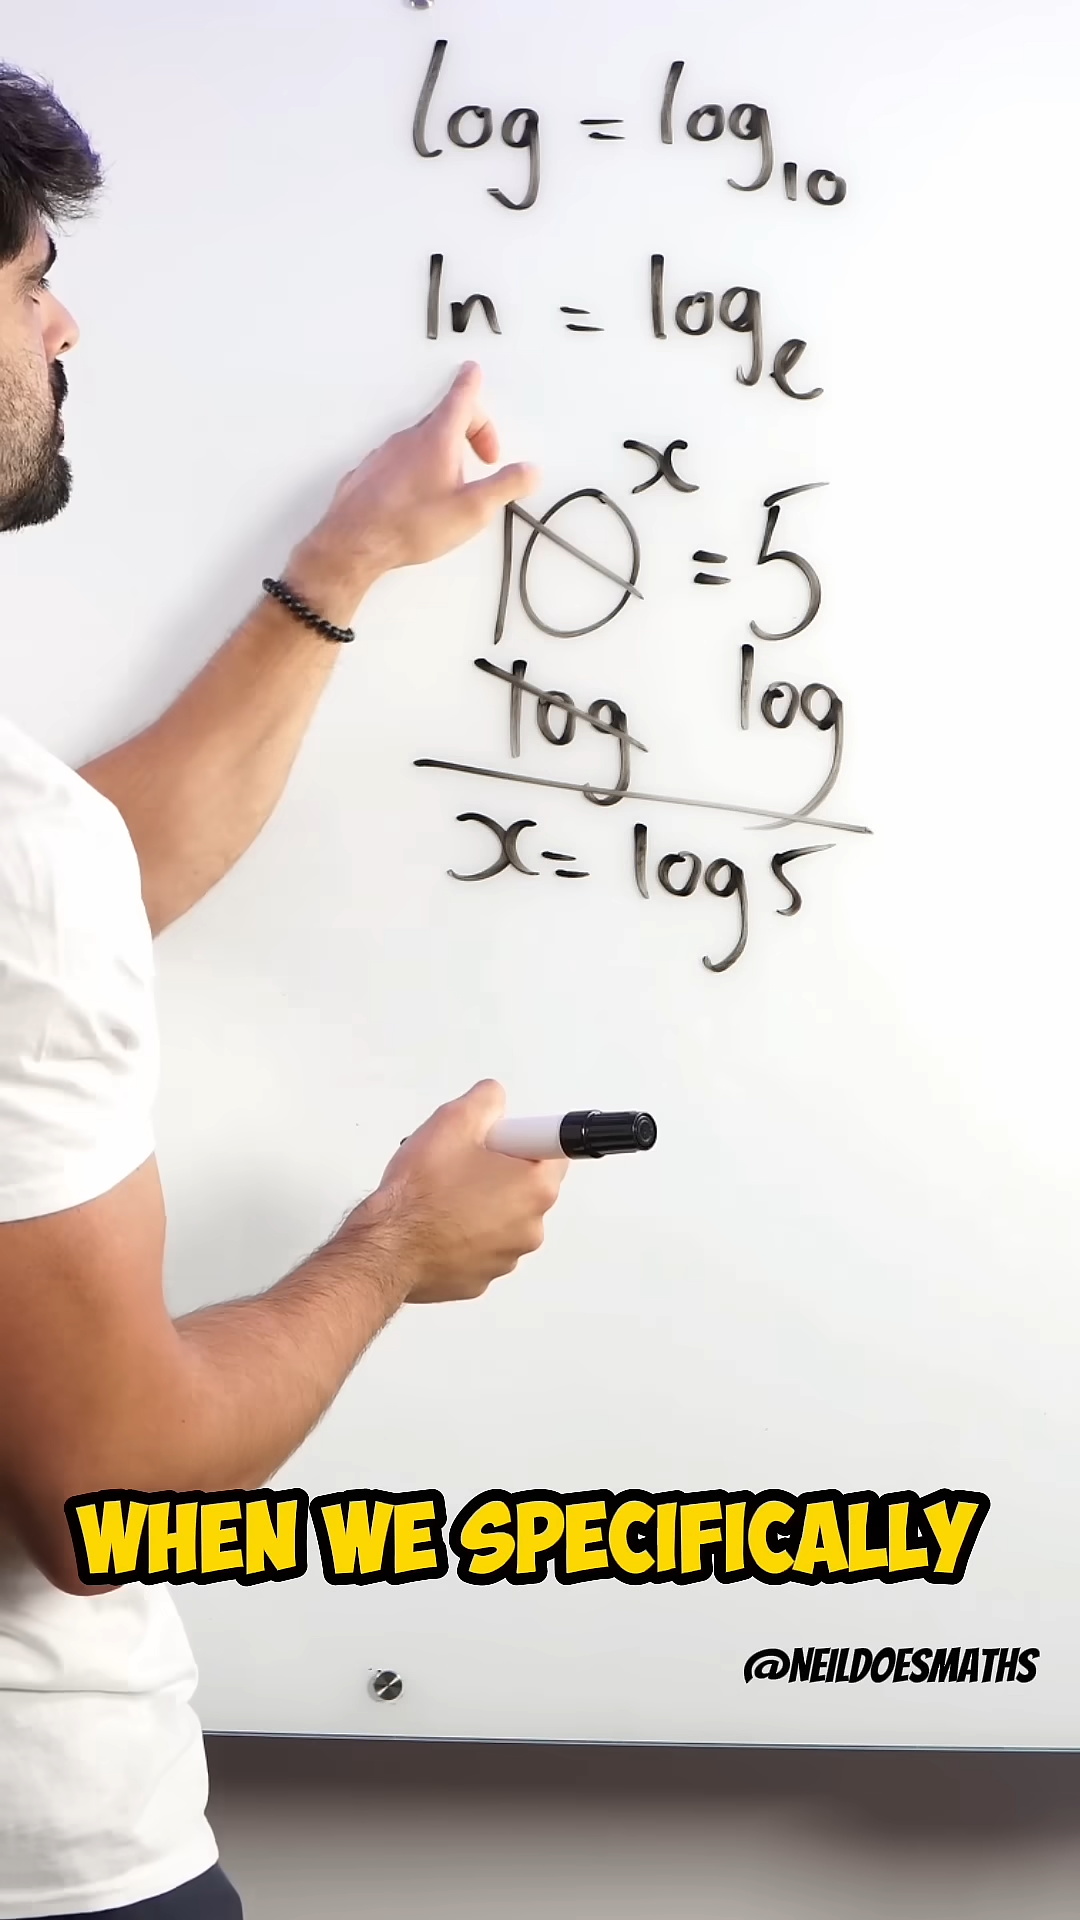 log = log₁₀
ln = logₑ
10ˣ = 5
log log
x = log 5
WHEN WE SPECIFICALLY
@NEILDOESMATHS